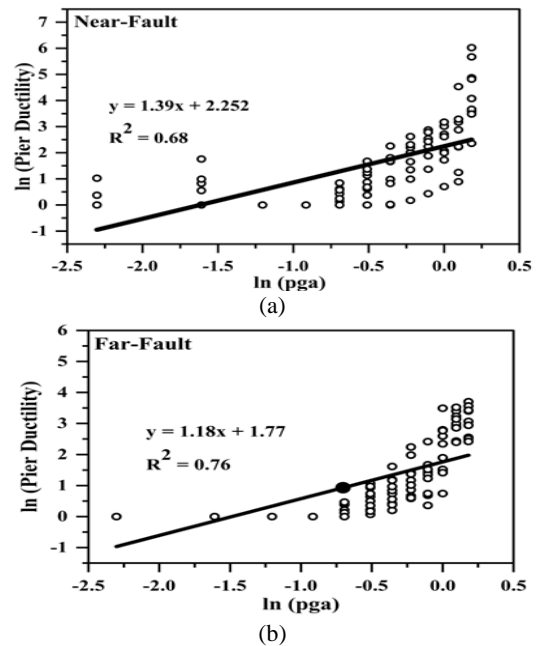 Near-Fault
7
6
5
4
3
2
1
0
-1
ln (Pier Ductility)
y = 1.39x + 2.252
R² = 0.68
-2.5 -2.0 -1.5 -1.0 -0.5 0.0 0.5
ln (pga)
(a)
Far-Fault
6
5
4
3
2
1
0
-1
ln (Pier Ductility)
y = 1.18x + 1.77
R² = 0.76
-2.5 -2.0 -1.5 -1.0 -0.5 0.0 0.5
ln (pga)
(b)